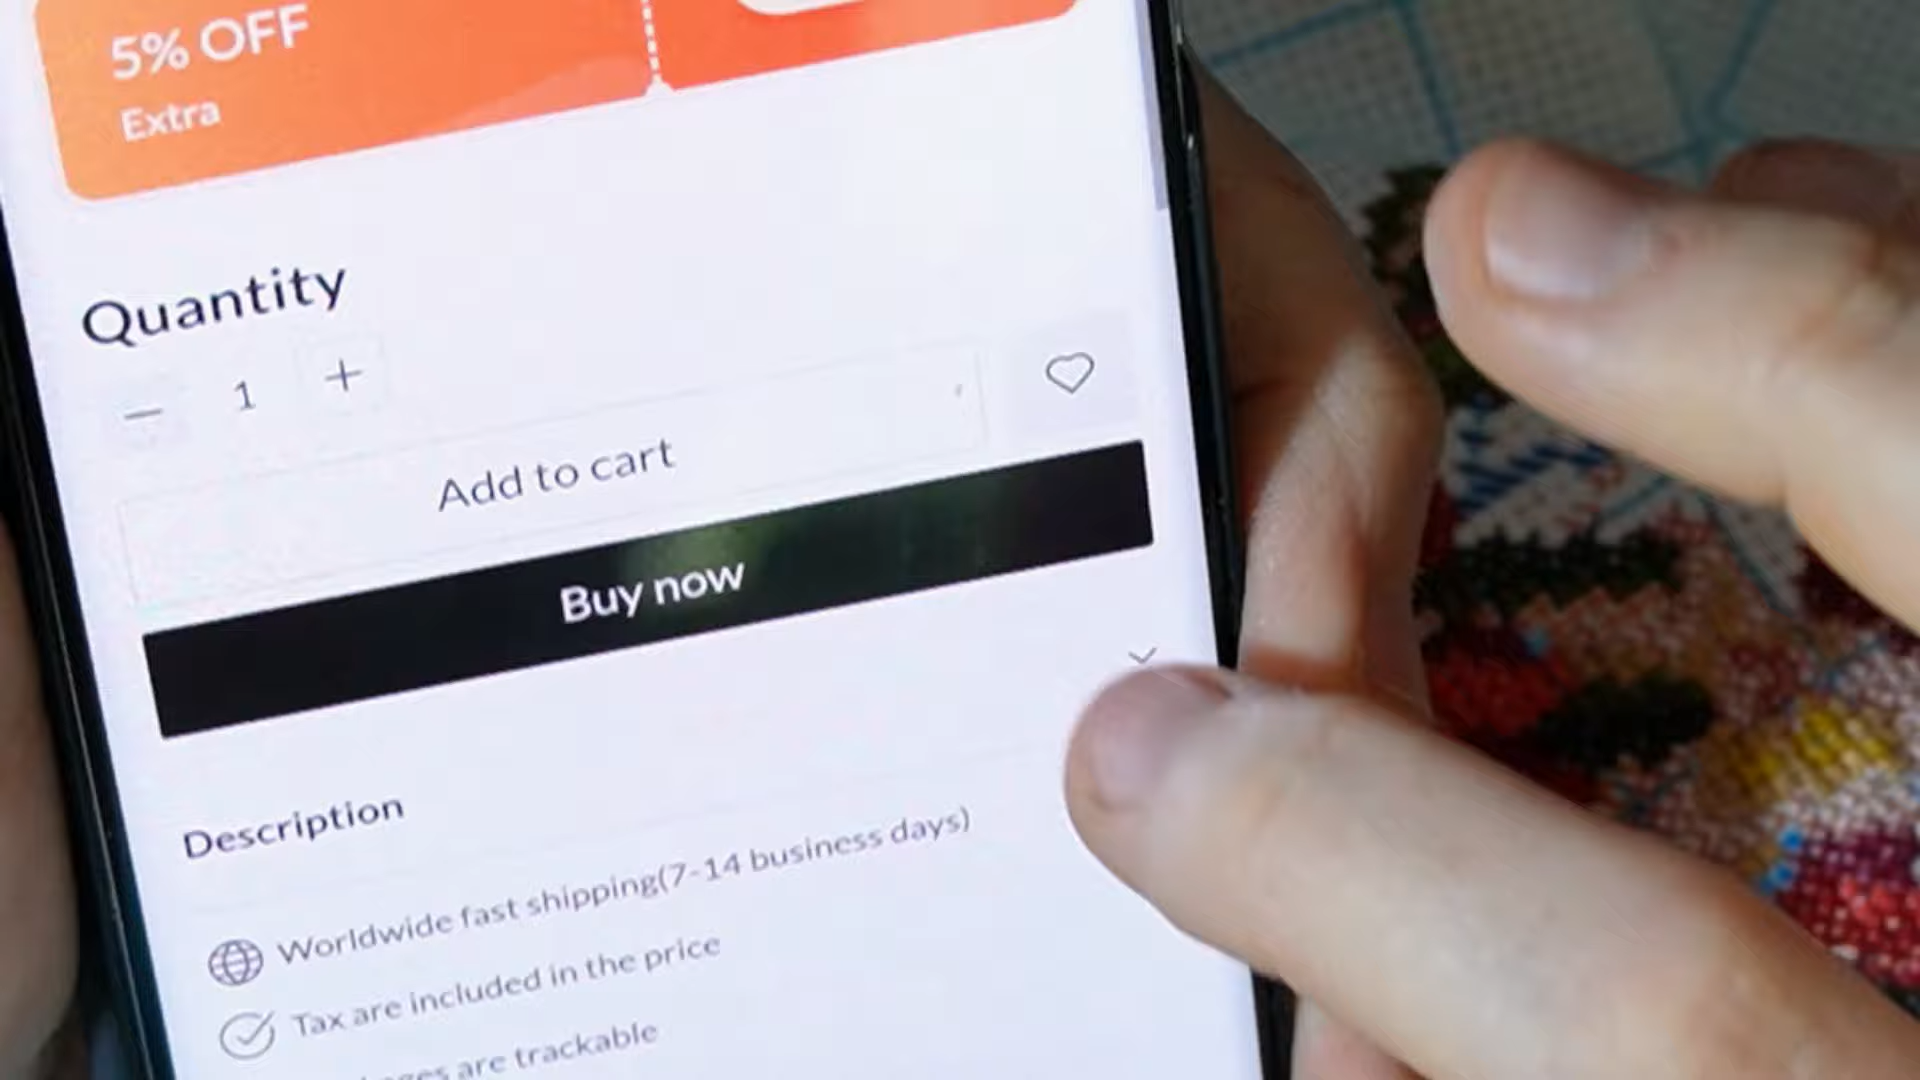 5% OFF
Extra
Quantity
1
Add to cart
Buy now
Description
Worldwide fast shipping(7-14 business days)
Tax are included in the price
are trackable